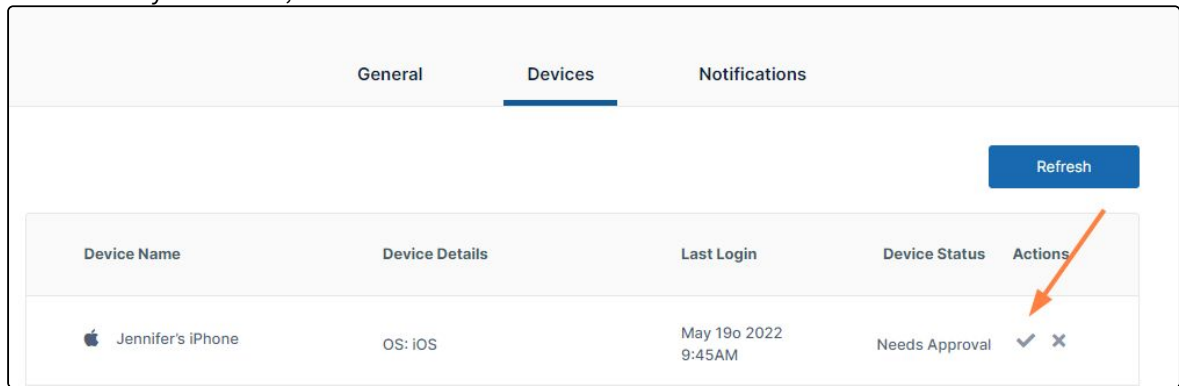 General Devices Notifications
Refresh
Device Name Device Details Last Login Device Status Actions
Jennifer's iPhone OS: iOS May 19o 2022 Needs Approval
9:45AM